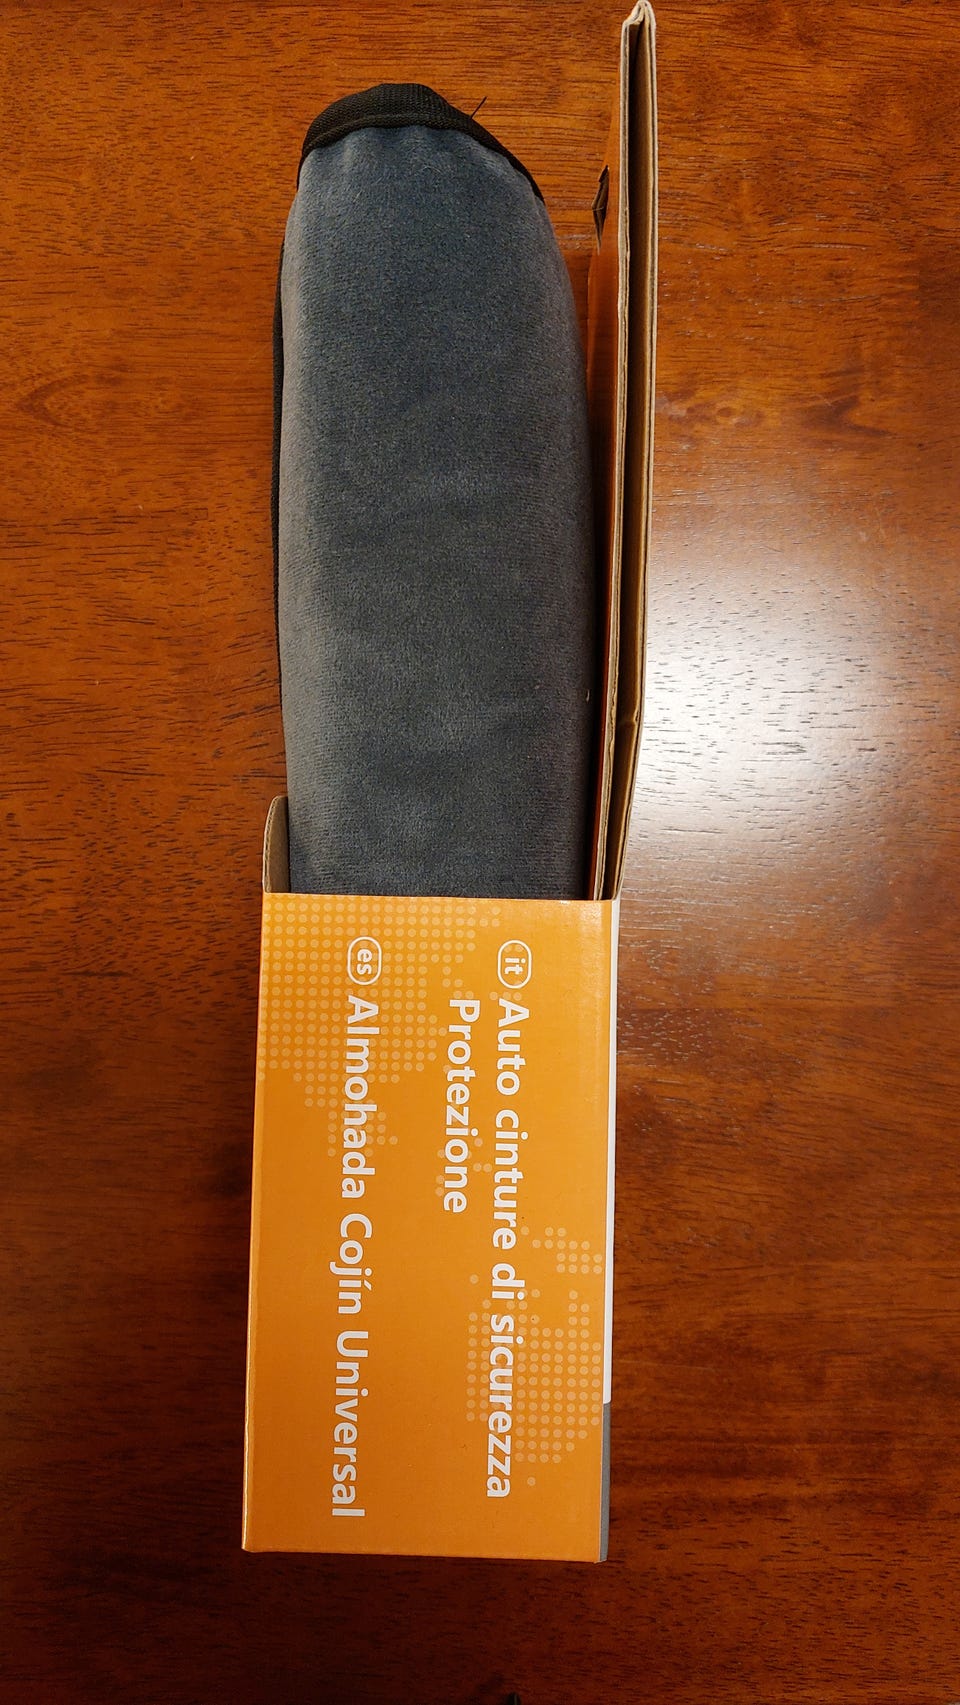 it Auto cinture di sicurezza
Protezione
es Almohada Cojín Universal